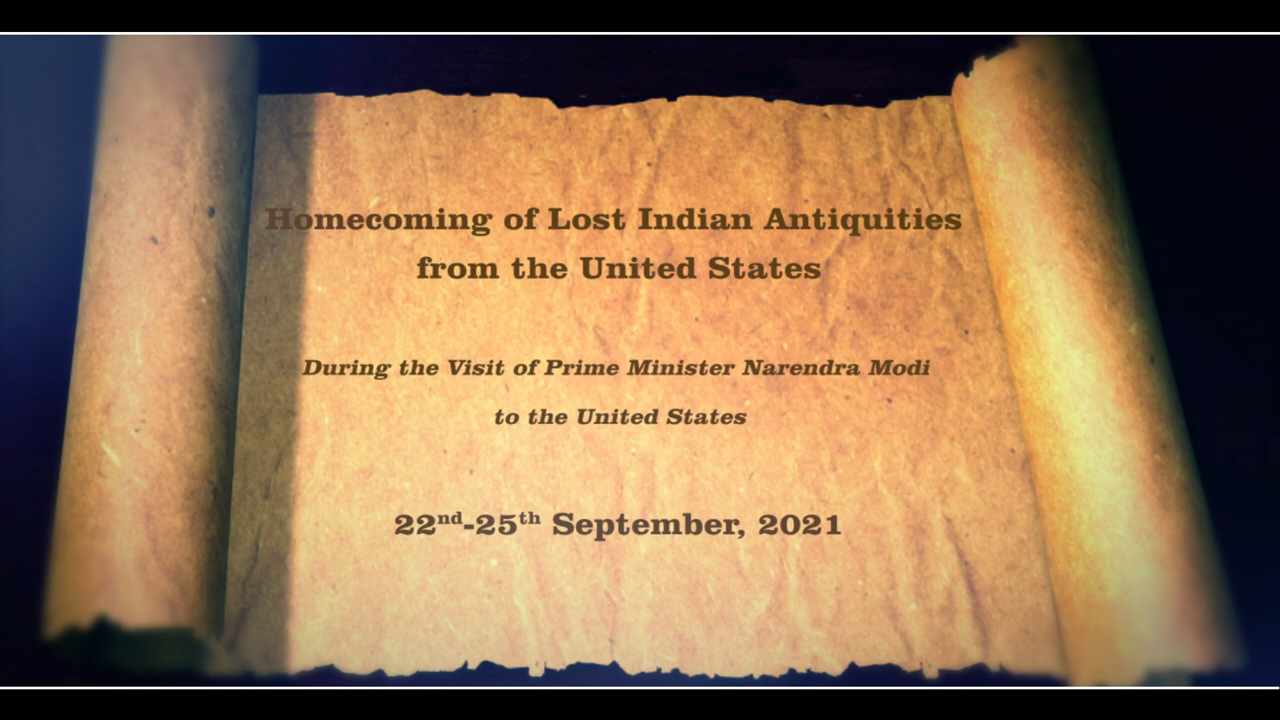 Homecoming of Lost Indian Antiquities
from the United States
During the Visit of Prime Minister Narendra Modi
to the United States
22nd-25th September, 2021